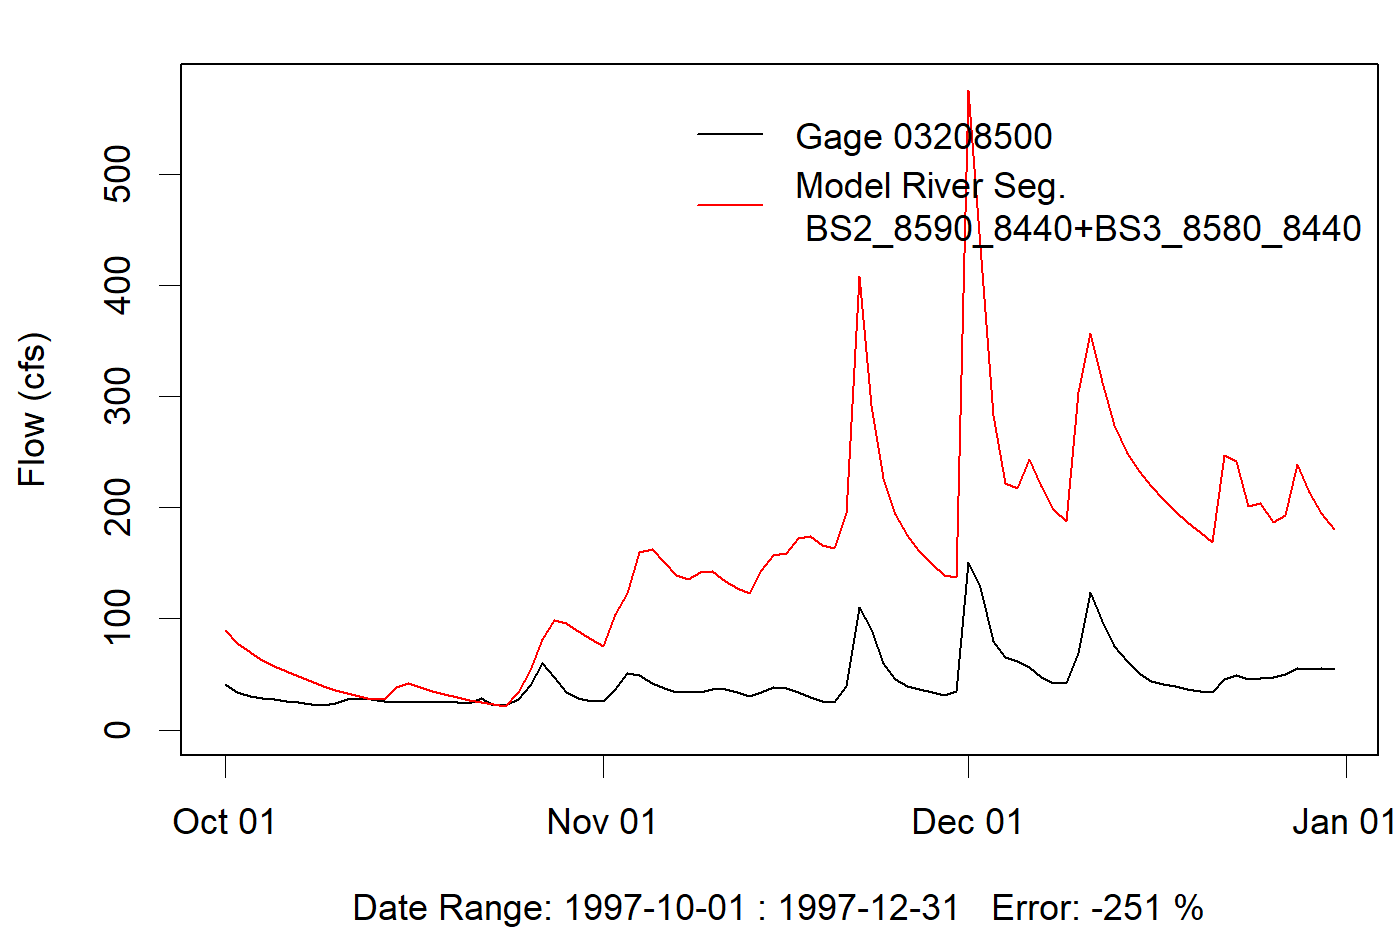 Gage 03208500
Model River Seg.
BS2_8590_8440+BS3_8580_8440
Flow (cfs)
500
400
300
200
100
0
Oct 01 Nov 01 Dec 01 Jan 01
Date Range: 1997-10-01 : 1997-12-31 Error: -251 %